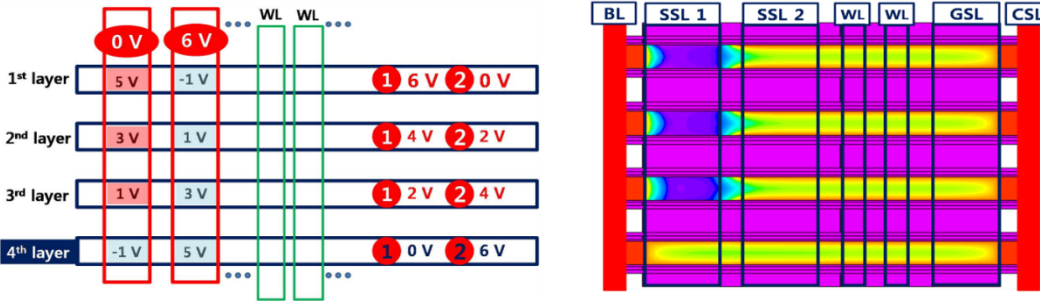 WL WL
0 V 6 V
1st layer 5 V -1 V 1 6 V 2 0 V
2nd layer 3 V 1 V 1 4 V 2 2 V
3rd layer 1 V 3 V 1 2 V 2 4 V
4th layer -1 V 5 V 1 0 V 2 6 V
BL SSL 1 SSL 2 WL WL GSL CSL